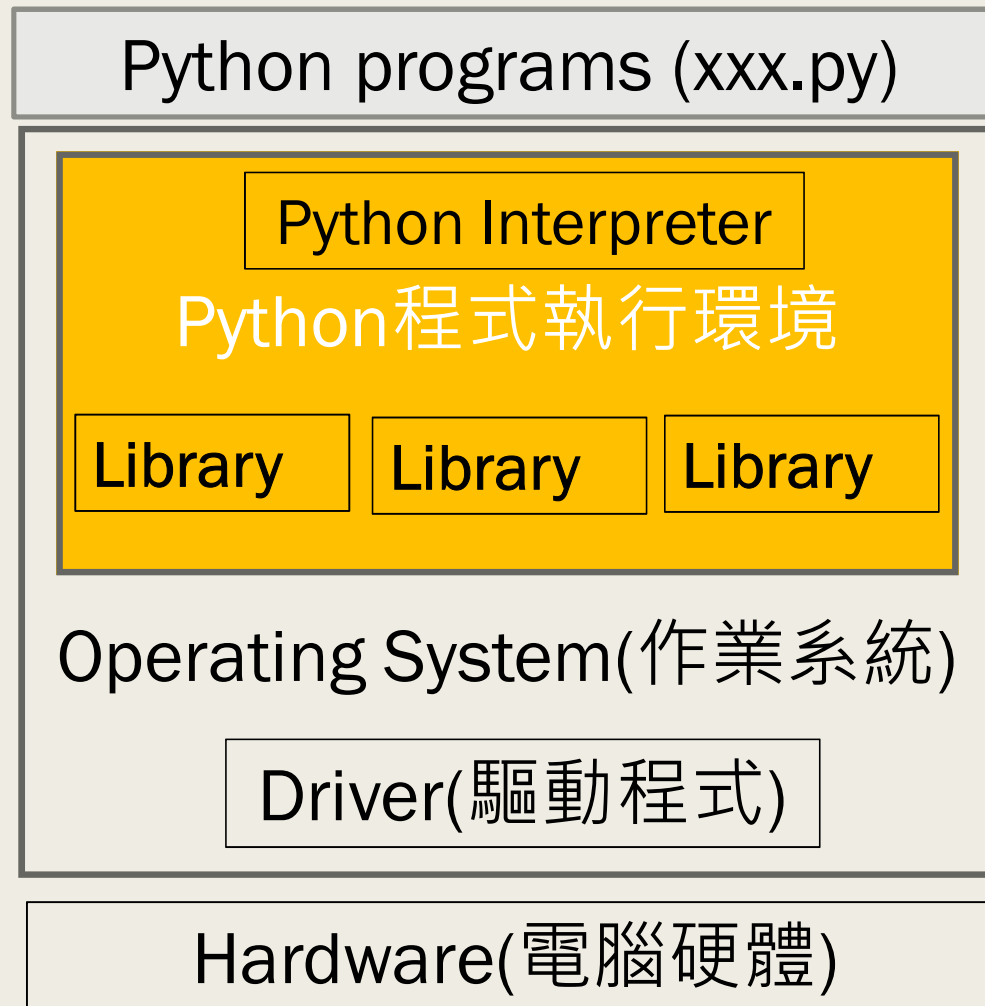 Python programs (xxx.py)
Python Interpreter
Python程式執行環境
Library
Library
Library
Operating System(作業系統)
Driver(驅動程式)
Hardware(電腦硬體)